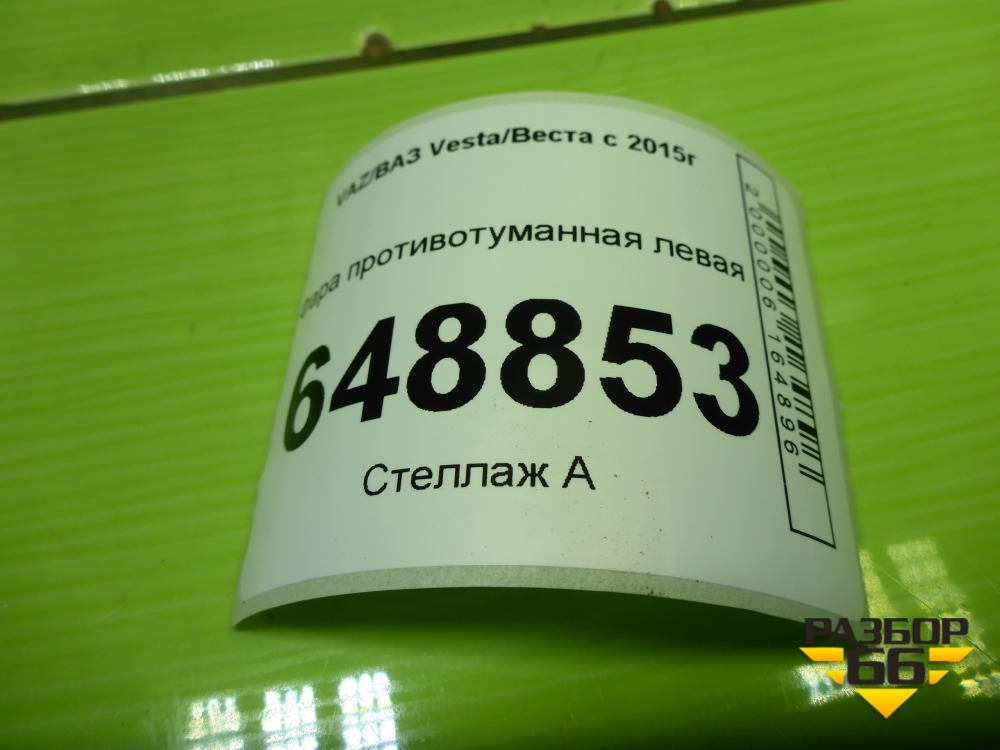 VAZ/ВАЗ Vesta/Веста с 2015г
Фара противотуманная левая
648853
Стеллаж А
2000006164896
РАЗБОР
66